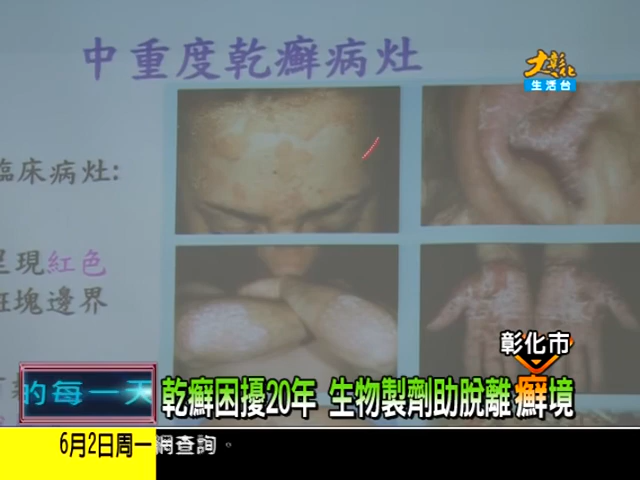 中重度乾癬病灶
大彰化
生活台
臨床病灶:
呈現紅色
斑塊邊界
彰化市
的每一天
乾癬困擾20年 生物製劑助脫離癬境
6月2日周一
網查詢。